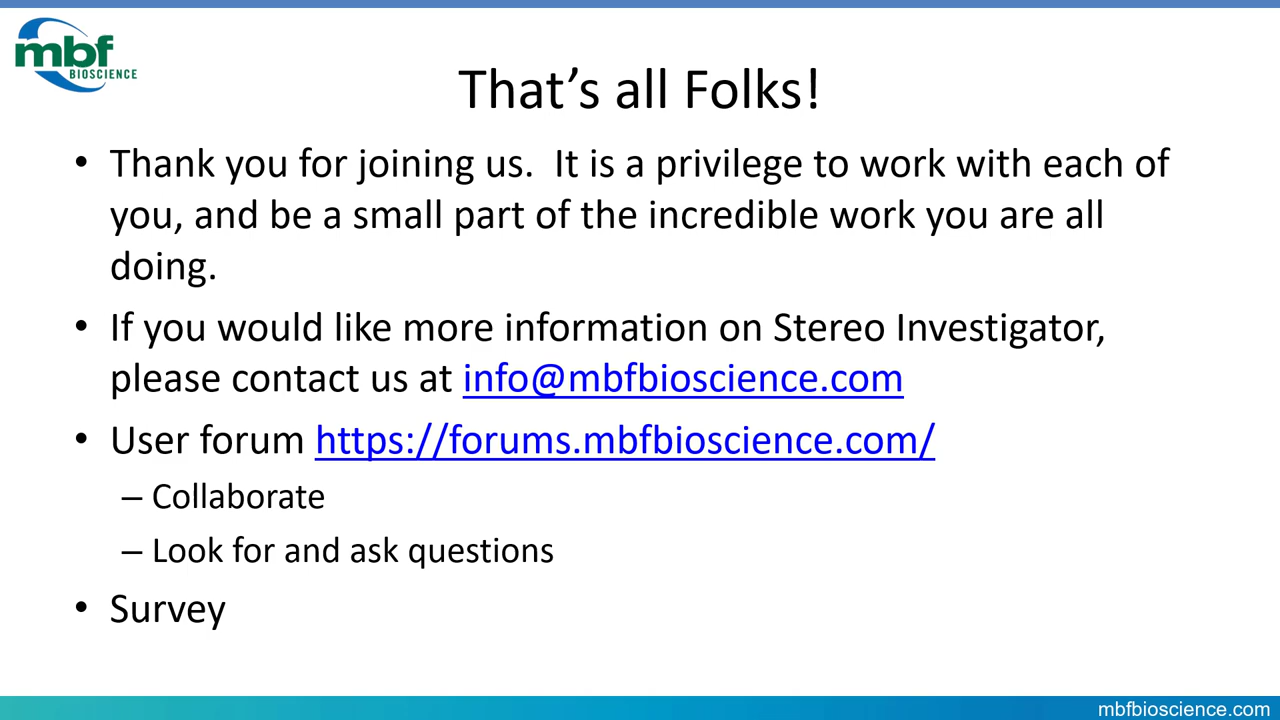 mbf
BIOSCIENCE
That's all Folks!
• Thank you for joining us.  It is a privilege to work with each of
you, and be a small part of the incredible work you are all
doing.
• If you would like more information on Stereo Investigator,
please contact us at info@mbfbioscience.com
• User forum https://forums.mbfbioscience.com/
– Collaborate
– Look for and ask questions
• Survey
mbfbioscience.com